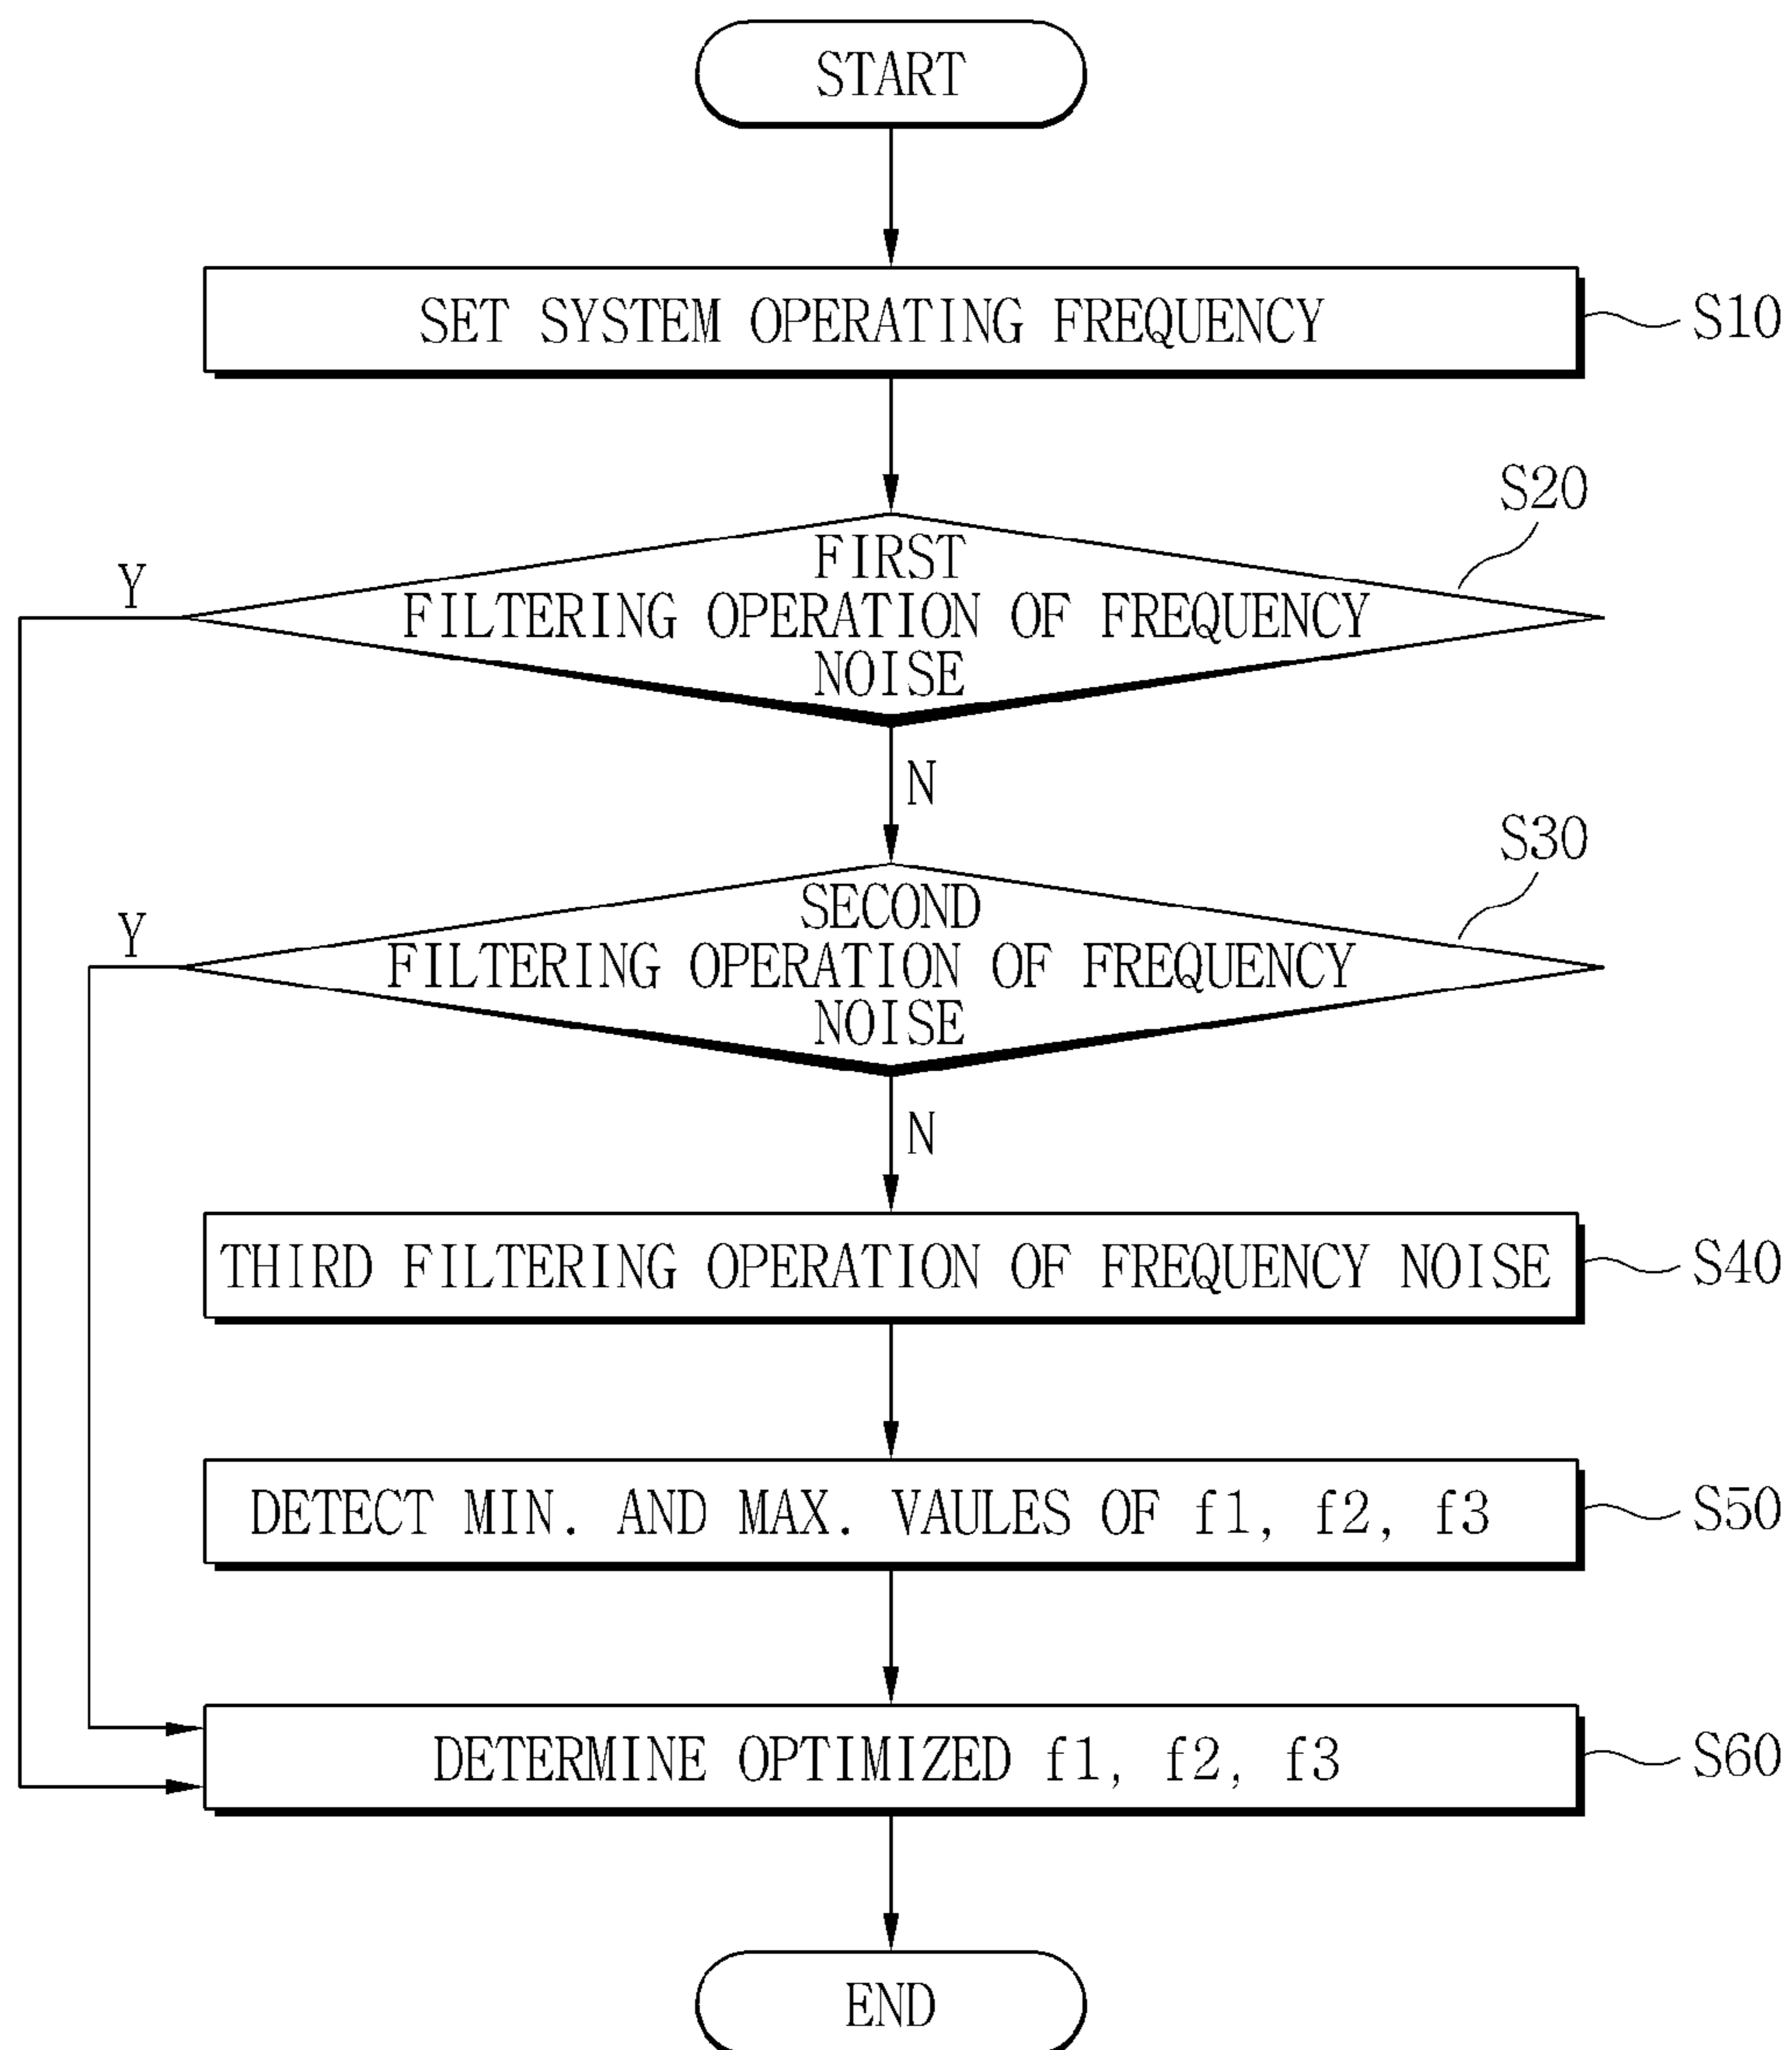 START
SET SYSTEM OPERATING FREQUENCY
S10
S20
FIRST
FILTERING OPERATION OF FREQUENCY
NOISE
Y
N
S30
SECOND
FILTERING OPERATION OF FREQUENCY
NOISE
Y
N
THIRD FILTERING OPERATION OF FREQUENCY NOISE
S40
DETECT MIN. AND MAX. VAULES OF f1, f2, f3
S50
DETERMINE OPTIMIZED f1, f2, f3
S60
END